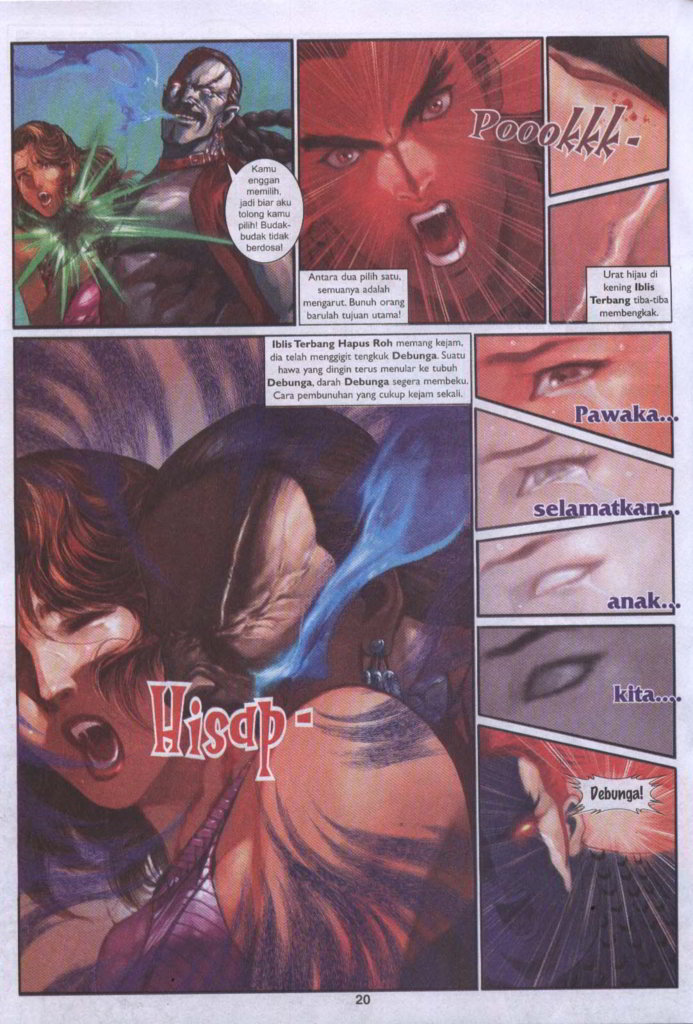 Kamu
enggan
memilih,
jadi biar aku
tolong kamu
pilih! Budak-
budak tidak
berdosa!
Antara dua pilih satu,
semuanya adalah
mengarut. Bunuh orang
barulah tujuan utama!
Poookkk-
Urat hijau di
kening Iblis
Terbang tiba-tiba
membengkak.
Iblis Terbang Hapus Roh memang kejam,
dia telah menggigit tengkuk Debunga. Suatu
hawa yang dingin terus menular ke tubuh
Debunga, darah Debunga segera membeku.
Cara pembunuhan yang cukup kejam sekali.
Hisap-
Pawaka...
selamatkan...
anak...
kita....
Debunga!
20